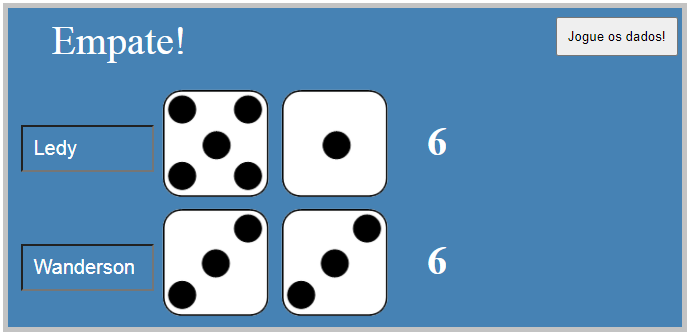 Empate!
Jogue os dados!
Ledy
6
Wanderson
6